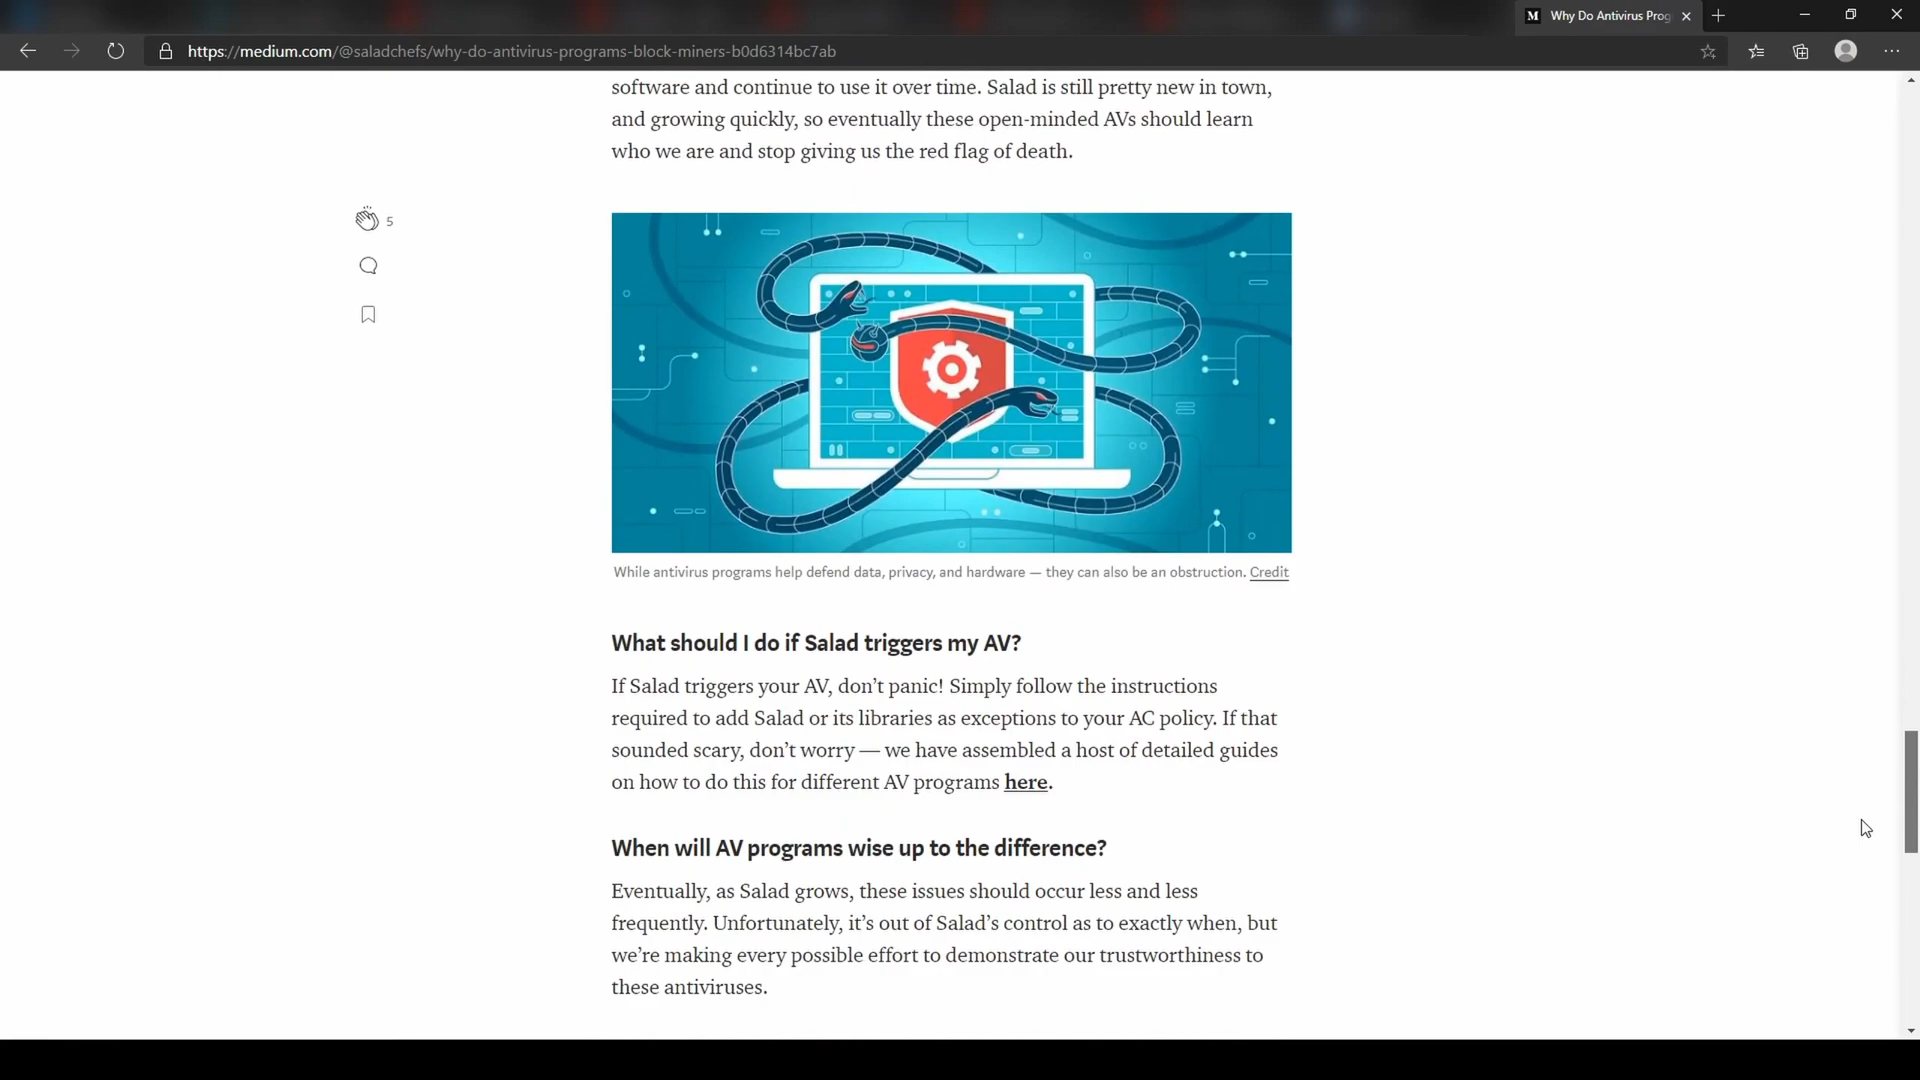 Why Do Antivirus Prog
https://medium.com/@saladchefs/why-do-antivirus-programs-block-miners-b0d6314bc7ab
software and continue to use it over time. Salad is still pretty new in town,
and growing quickly, so eventually these open-minded AVs should learn
who we are and stop giving us the red flag of death.
5
While antivirus programs help defend data, privacy, and hardware — they can also be an obstruction. Credit
What should I do if Salad triggers my AV?
If Salad triggers your AV, don’t panic! Simply follow the instructions
required to add Salad or its libraries as exceptions to your AC policy. If that
sounded scary, don’t worry — we have assembled a host of detailed guides
on how to do this for different AV programs here.
When will AV programs wise up to the difference?
Eventually, as Salad grows, these issues should occur less and less
frequently. Unfortunately, it’s out of Salad’s control as to exactly when, but
we’re making every possible effort to demonstrate our trustworthiness to
these antiviruses.